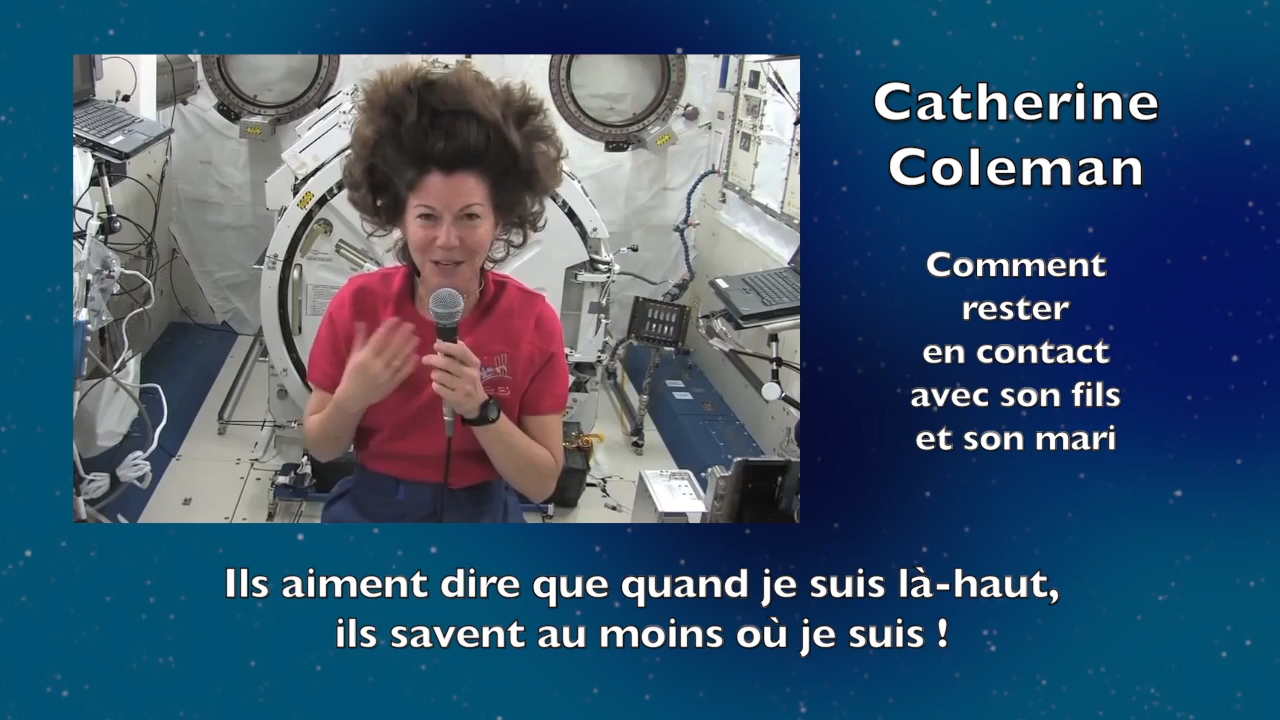 Catherine
Coleman
Comment
rester
en contact
avec son fils
et son mari
Ils aiment dire que quand je suis là-haut,
ils savent au moins où je suis !